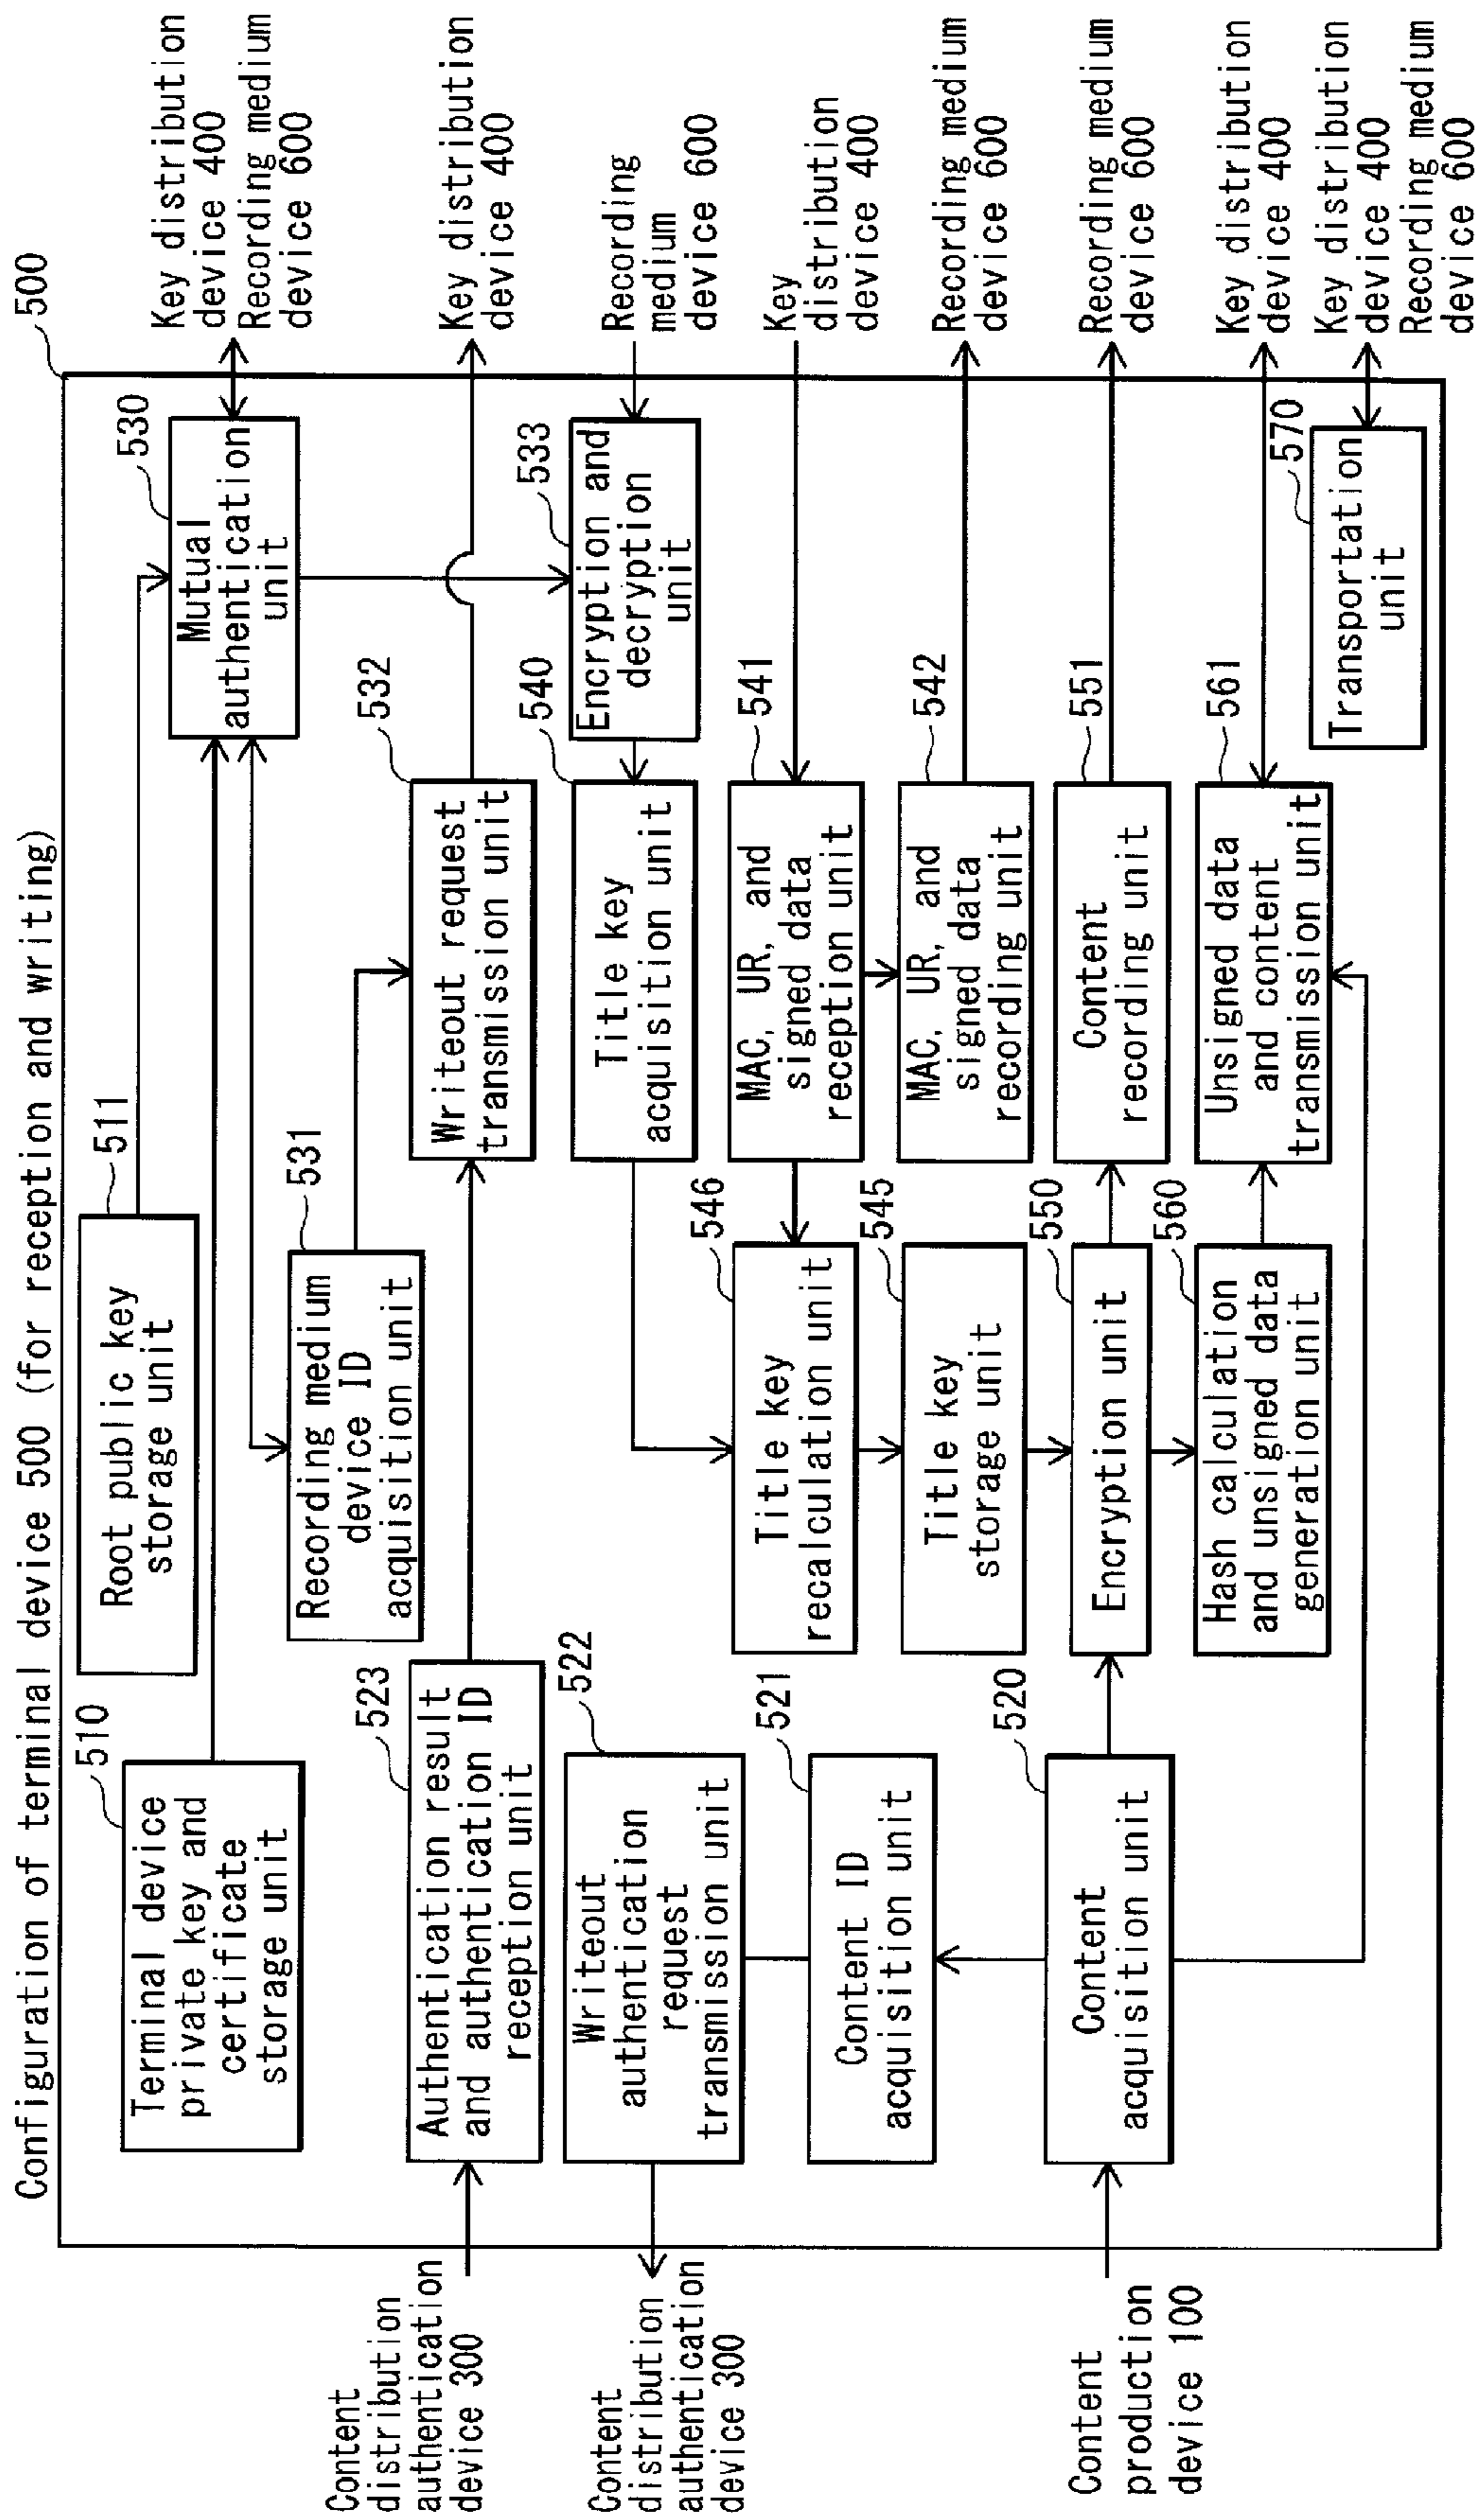 Configuration of terminal device 500 (for reception and writing)
500
510
Terminal device
private key and
certificate
storage unit
511
Root public key
storage unit
530
Mutual
authentication
unit
Key distribution
device 400
Recording medium
device 600
531
Recording medium
device ID
acquisition unit
Content
distribution
authentication
device 300
523
Authentication result
and authentication ID
reception unit
532
Writeout request
transmission unit
Key distribution
device 400
533
Encryption and
decryption
unit
Recording
medium
device 600
Content
distribution
authentication
device 300
522
Writeout
authentication
request
transmission unit
540
Title key
acquisition unit
521
Content ID
acquisition unit
546
Title key
recalculation unit
541
MAC, UR, and
signed data
reception unit
Key
distribution
device 400
545
Title key
storage unit
542
MAC, UR, and
signed data
recording unit
Recording medium
device 600
Content
production
device 100
520
Content
acquisition unit
550
Encryption unit
551
Content
recording unit
Recording medium
device 600
560
Hash calculation
and unsigned data
generation unit
561
Unsigned data
and content
transmission unit
Key distribution
device 400
570
Transportation
unit
Key distribution
device 400
Recording medium
device 600